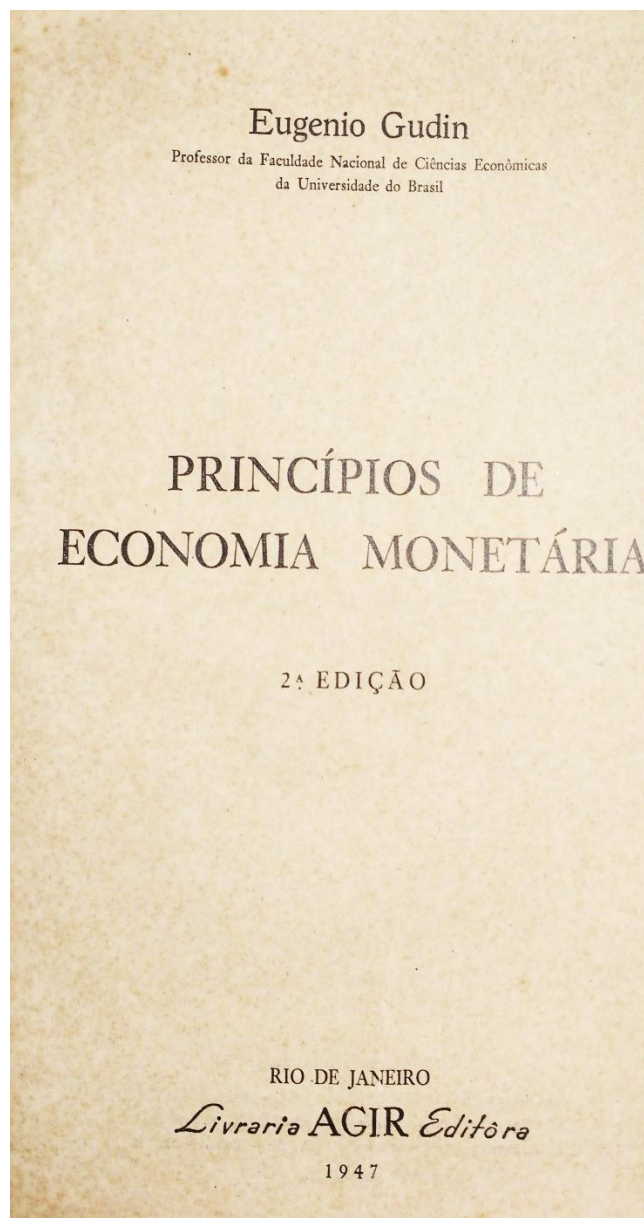 Eugenio Gudin
Professor da Faculdade Nacional de Ciências Econômicas
da Universidade do Brasil
PRINCÍPIOS DE
ECONOMIA MONETÁRIA
2ª EDIÇÃO
RIO DE JANEIRO
Livraria AGIR Editôra
1947